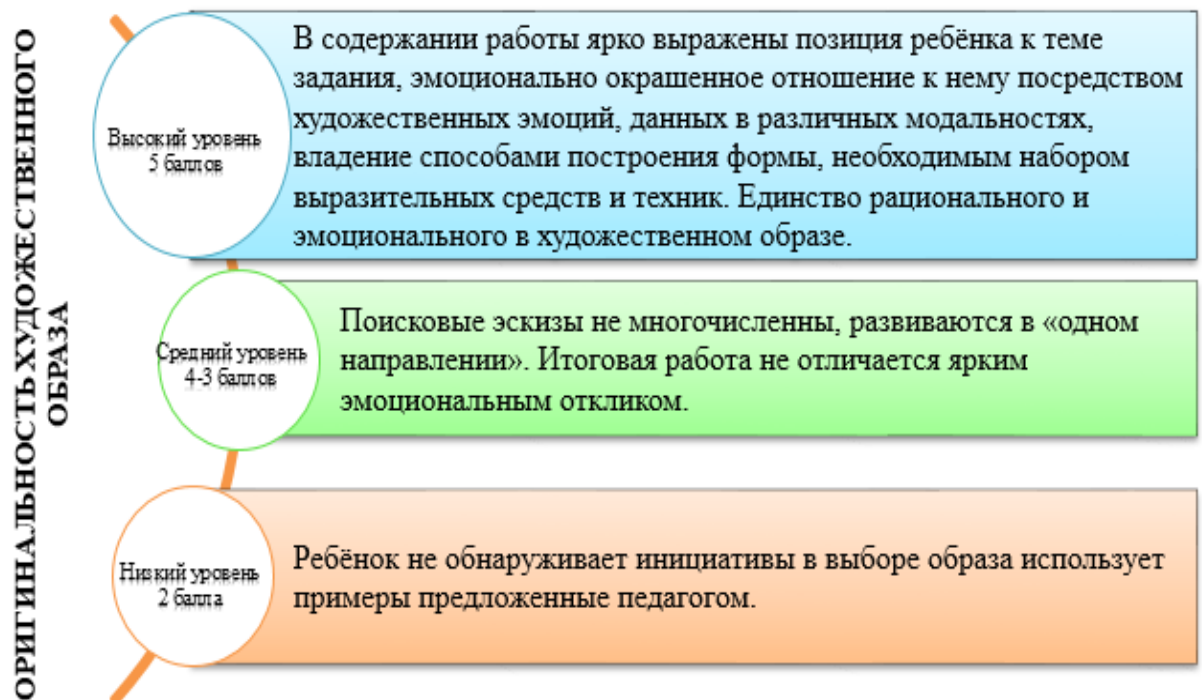 ОРИГИНАЛЬНОСТЬ ХУДОЖЕСТВЕННОГО
ОБРАЗА
Высокий уровень
5 баллов
В содержании работы ярко выражены позиция ребёнка к теме
задания, эмоционально окрашенное отношение к нему посредством
художественных эмоций, данных в различных модальностях,
владение способами построения формы, необходимым набором
выразительных средств и техник. Единство рационального и
эмоционального в художественном образе.
Средний уровень
4-3 баллов
Поисковые эскизы не многочисленны, развиваются в «одном
направлении». Итоговая работа не отличается ярким
эмоциональным откликом.
Низкий уровень
2 балла
Ребёнок не обнаруживает инициативы в выборе образа использует
примеры предложенные педагогом.